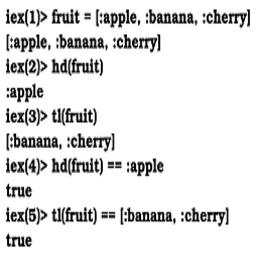 iex(1)> fruit = [:apple, :banana, :cherry]
[:apple, :banana, :cherry]
iex(2)> hd(fruit)
:apple
iex(3)> tl(fruit)
[:banana, :cherry]
iex(4)> hd(fruit) == :apple
true
iex(5)> tl(fruit) == [:banana, :cherry]
true